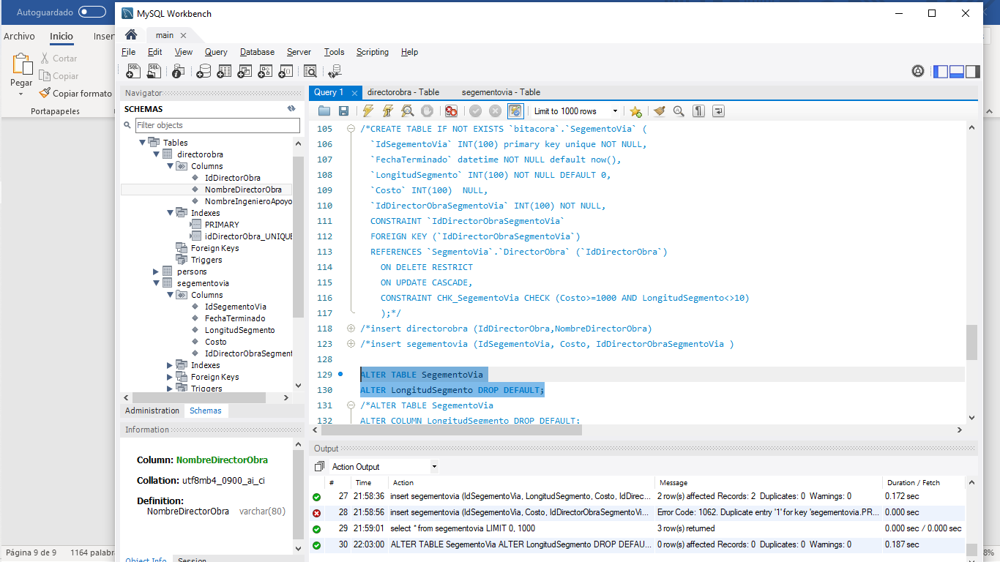 Autoguardado
MySQL Workbench
Archivo Inicio Inser
main
File Edit View Query Database Server Tools Scripting Help
Cortar
Copiar
Pegar
Copiar formato
Portapapeles
Navigator
SCHEMAS
Filter objects
Tables
directorobra
Columns
IdDirectorObra
NombreDirectorObra
NombreIngenieroApoyo
Indexes
PRIMARY
idDirectorObra_UNIQUE
Foreign Keys
Triggers
persons
segementovia
Columns
IdSegementoVia
FechaTerminado
LongitudSegmento
Costo
IdDirectorObraSegment
Indexes
Foreign Keys
Triggers
Administration Schemas
Information
Column: NombreDirectorObra
Collation: utf8mb4_0900_ai_ci
Definition:
NombreDirectorObra varchar(80)
Object Info Session
Query 1 directorobra - Table segementovia - Table
Limit to 1000 rows
105 /*CREATE TABLE IF NOT EXISTS `bitacora`.`SegementoVia` (
106 `IdSegementoVia` INT(100) primary key unique NOT NULL,
107 `FechaTerminado` datetime NOT NULL default now(),
108 `LongitudSegmento` INT(100) NOT NULL DEFAULT 0,
109 `Costo` INT(100)  NULL,
110 `IdDirectorObraSegmentoVia` INT(100) NOT NULL,
111 CONSTRAINT `IdDirectorObraSegmentoVia`
112 FOREIGN KEY (`IdDirectorObraSegmentoVia`)
113 REFERENCES `SegmentoVia`.`DirectorObra` (`IdDirectorObra`)
114 ON DELETE RESTRICT
115 ON UPDATE CASCADE,
116 CONSTRAINT CHK_SegementoVia CHECK (Costo>=1000 AND LongitudSegmento<>10)
117 );*/
118 /*insert directorobra (IdDirectorObra,NombreDirectorObra)
123 /*insert segementovia (IdSegementoVia, Costo, IdDirectorObraSegmentoVia )
128
129 ALTER TABLE SegementoVia
130 ALTER LongitudSegmento DROP DEFAULT;
131 /*ALTER TABLE SegementoVia
132 ALTER COLUMN LongitudSegmento DROP DEFAULT;
Output
Action Output
# Time Action Message Duration / Fetch
27 21:58:36 insert segementovia (IdSegementoVia, LongitudSegmento, Costo, IdDirec... 2 row(s) affected Records: 2  Duplicates: 0  Warnings: 0 0.172 sec
28 21:58:56 insert segementovia (IdSegementoVia, Costo, IdDirectorObraSegmentoVi... Error Code: 1062. Duplicate entry '1' for key 'segementovia.PR... 0.000 sec
29 21:59:01 select * from segementovia LIMIT 0, 1000 3 row(s) returned 0.000 sec / 0.000 sec
30 22:03:00 ALTER TABLE SegementoVia ALTER LongitudSegmento DROP DEFAU... 0 row(s) affected Records: 0  Duplicates: 0  Warnings: 0 0.187 sec
Página 9 de 9 1164 palabr
8%